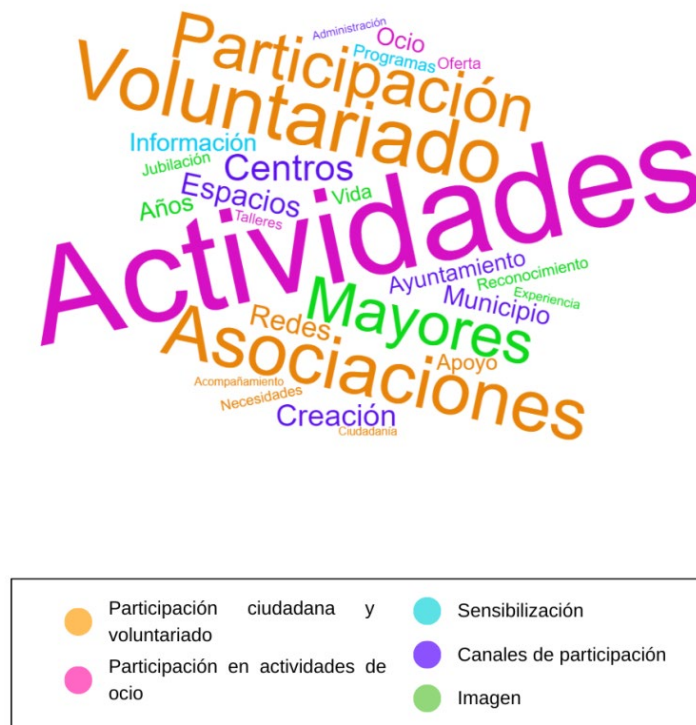 Administración
Ocio
Participación
Programas
Oferta
Voluntariado
Información
Jubilación
Centros
Espacios
Vida
Años
Talleres
Actividades
Ayuntamiento
Reconocimiento
Municipio
Experiencia
Mayores
Redes
Asociaciones
Apoyo
Acompañamiento
Necesidades
Creación
Ciudadanía
Participación ciudadana y
voluntariado
Participación en actividades de
ocio
Sensibilización
Canales de participación
Imagen